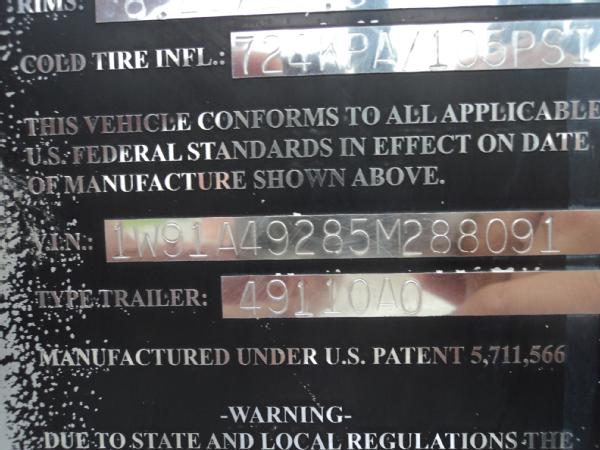 RIMS:
COLD TIRE INFL.: 724KPA/105PSI
THIS VEHICLE CONFORMS TO ALL APPLICABLE
U.S. FEDERAL STANDARDS IN EFFECT ON DATE
OF MANUFACTURE SHOWN ABOVE.
V.I.N.: 1W91A49285M288091
TYPE TRAILER: 49110A0
MANUFACTURED UNDER U.S. PATENT 5,711,566
-WARNING-
DUE TO STATE AND LOCAL REGULATIONS THE